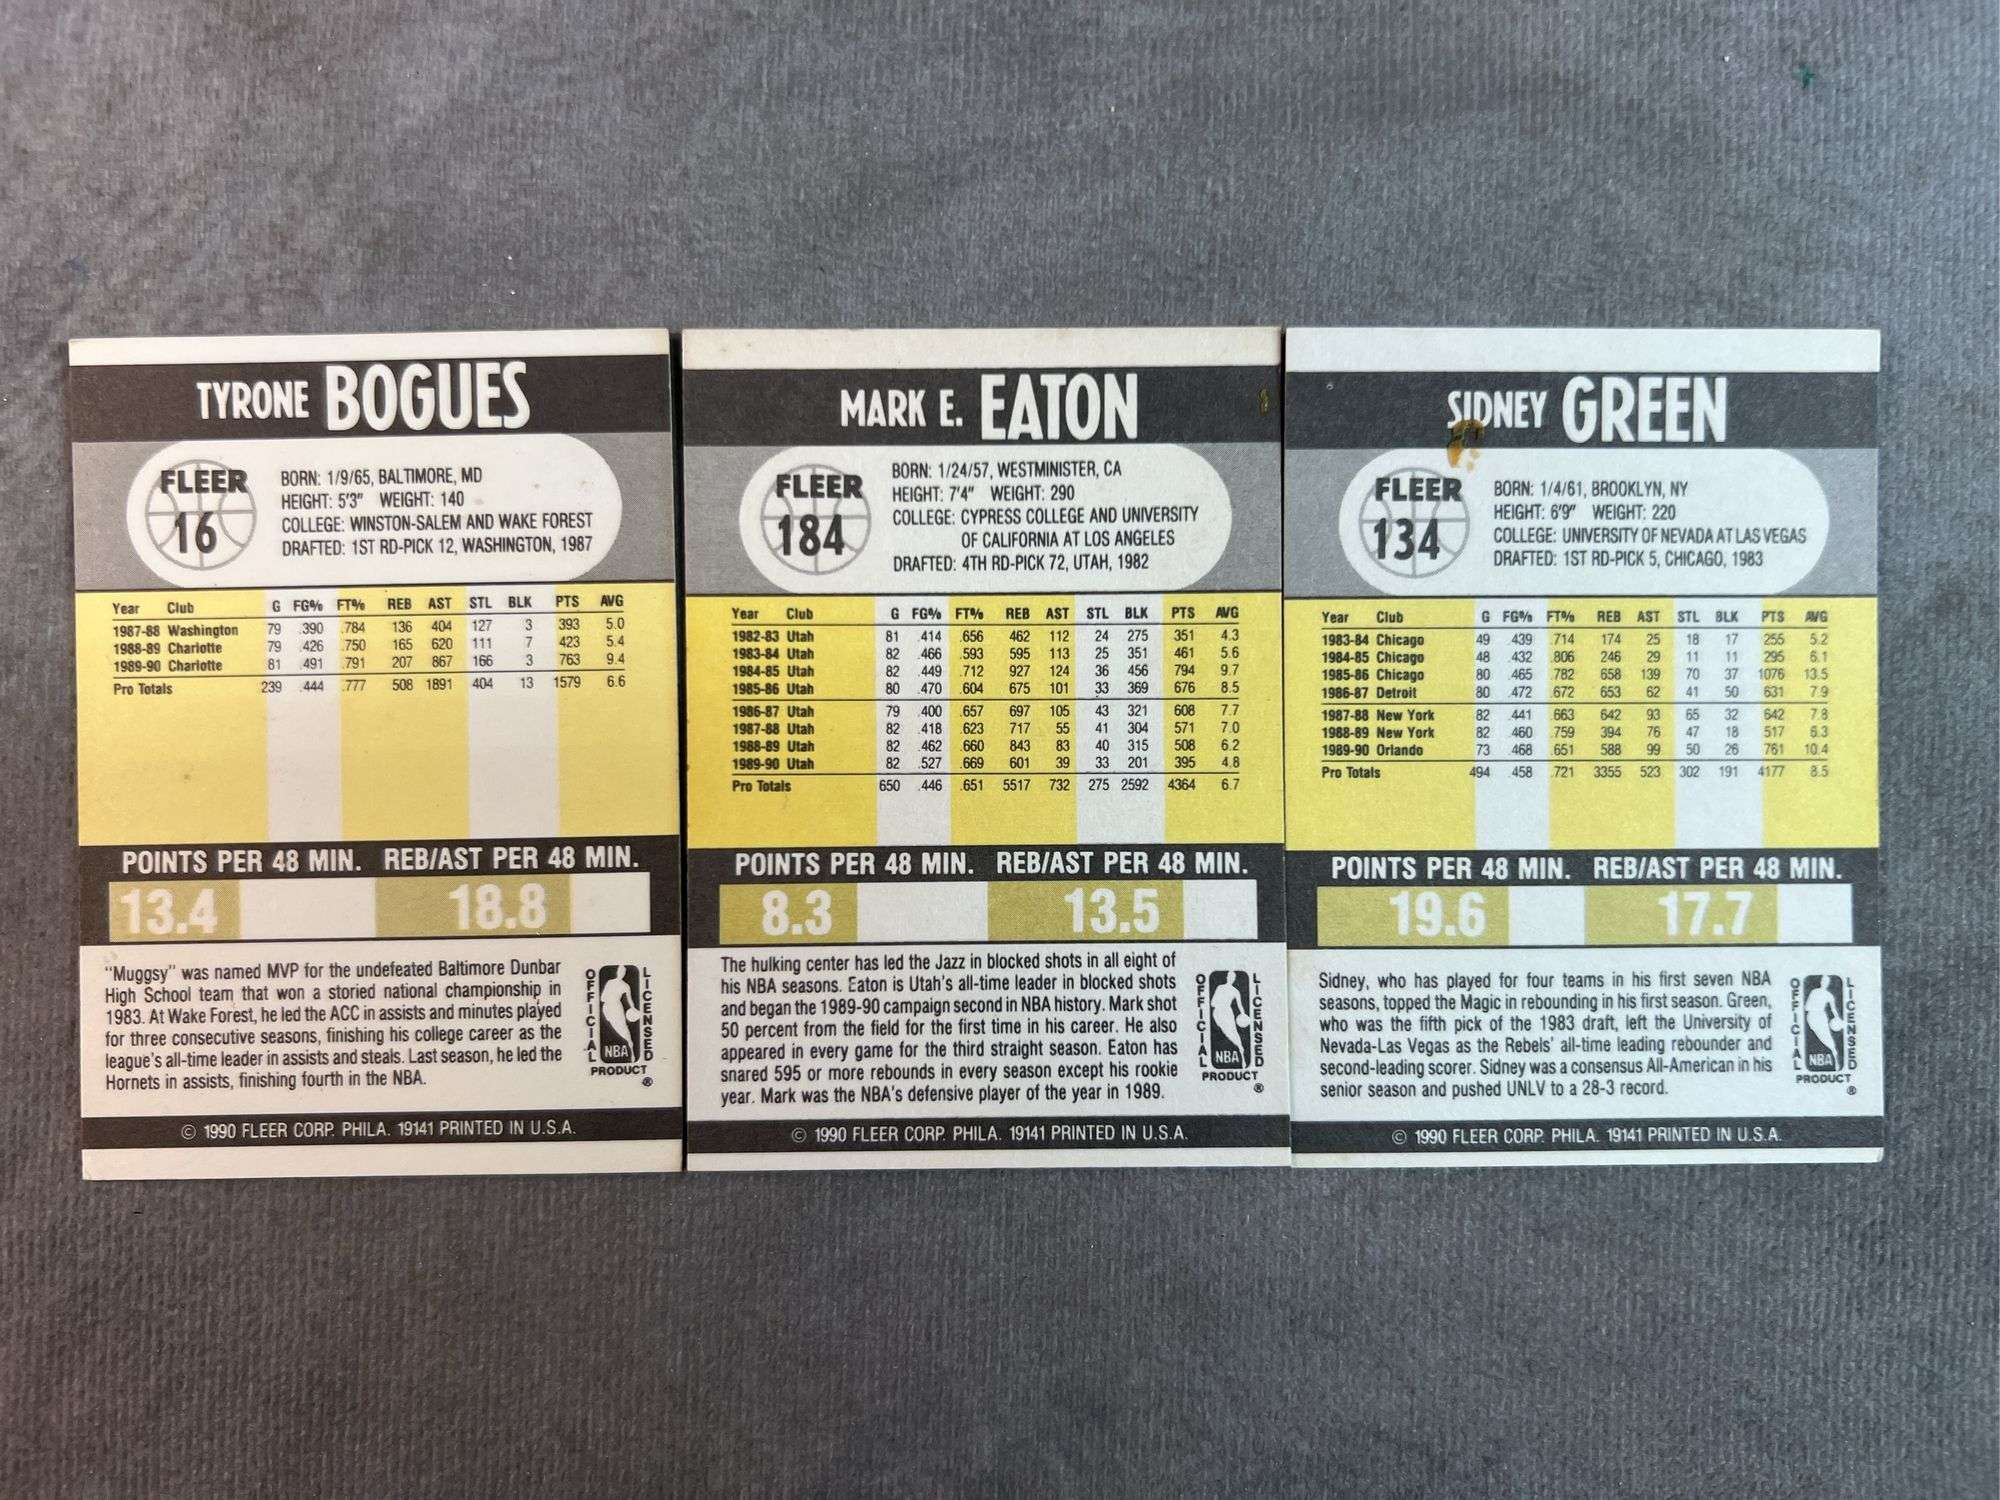 TYRONE BOGUES
FLEER
16
BORN: 1/9/65, BALTIMORE, MD
HEIGHT: 5'3" WEIGHT: 140
COLLEGE: WINSTON-SALEM AND WAKE FOREST
DRAFTED: 1ST RD-PICK 12, WASHINGTON, 1987
Year Club G FG% FT% REB AST STL BLK PTS AVG
1987-88 Washington 79 .390 .784 136 404 127 3 393 5.0
1988-89 Charlotte 79 .426 .750 165 620 111 7 423 5.4
1989-90 Charlotte 81 .491 .791 207 867 166 3 763 9.4
Pro Totals 239 .444 .777 508 1891 404 13 1579 6.6
POINTS PER 48 MIN. REB/AST PER 48 MIN.
13.4 18.8
"Muggsy" was named MVP for the undefeated Baltimore Dunbar
High School team that won a storied national championship in
1983. At Wake Forest, he led the ACC in assists and minutes played
for three consecutive seasons, finishing his college career as the
league's all-time leader in assists and steals. Last season, he led the
Hornets in assists, finishing fourth in the NBA.
OFFICIAL
LICENSED
NBA
PRODUCT
®
© 1990 FLEER CORP. PHILA. 19141 PRINTED IN U.S.A.
MARK E. EATON
FLEER
184
BORN: 1/24/57, WESTMINISTER, CA
HEIGHT: 7'4" WEIGHT: 290
COLLEGE: CYPRESS COLLEGE AND UNIVERSITY
OF CALIFORNIA AT LOS ANGELES
DRAFTED: 4TH RD-PICK 72, UTAH, 1982
Year Club G FG% FT% REB AST STL BLK PTS AVG
1982-83 Utah 81 .414 .656 462 112 24 275 351 4.3
1983-84 Utah 82 .466 .593 595 113 25 351 461 5.6
1984-85 Utah 82 .449 .712 927 124 36 456 794 9.7
1985-86 Utah 80 .470 .604 675 101 33 369 676 8.5
1986-87 Utah 79 .400 .657 697 105 43 321 608 7.7
1987-88 Utah 82 .418 .623 717 55 41 304 571 7.0
1988-89 Utah 82 .462 .660 843 83 40 315 508 6.2
1989-90 Utah 82 .527 .669 601 39 33 201 395 4.8
Pro Totals 650 .446 .651 5517 732 275 2592 4364 6.7
POINTS PER 48 MIN. REB/AST PER 48 MIN.
8.3 13.5
The hulking center has led the Jazz in blocked shots in all eight of
his NBA seasons. Eaton is Utah's all-time leader in blocked shots
and began the 1989-90 campaign second in NBA history. Mark shot
50 percent from the field for the first time in his career. He also
appeared in every game for the third straight season. Eaton has
snared 595 or more rebounds in every season except his rookie
year. Mark was the NBA's defensive player of the year in 1989.
OFFICIAL
LICENSED
NBA
PRODUCT
®
© 1990 FLEER CORP. PHILA. 19141 PRINTED IN U.S.A.
SIDNEY GREEN
FLEER
134
BORN: 1/4/61, BROOKLYN, NY
HEIGHT: 6'9" WEIGHT: 220
COLLEGE: UNIVERSITY OF NEVADA AT LAS VEGAS
DRAFTED: 1ST RD-PICK 5, CHICAGO, 1983
Year Club G FG% FT% REB AST STL BLK PTS AVG
1983-84 Chicago 49 .439 .714 174 25 18 17 255 5.2
1984-85 Chicago 48 .432 .806 246 29 11 11 295 6.1
1985-86 Chicago 80 .465 .782 658 139 70 37 1076 13.5
1986-87 Detroit 80 .472 .672 653 62 41 50 631 7.9
1987-88 New York 82 .441 .663 642 93 65 32 642 7.8
1988-89 New York 82 .460 .759 394 76 47 18 517 6.3
1989-90 Orlando 73 .468 .651 588 99 50 26 761 10.4
Pro Totals 494 .458 .721 3355 523 302 191 4177 8.5
POINTS PER 48 MIN. REB/AST PER 48 MIN.
19.6 17.7
Sidney, who has played for four teams in his first seven NBA
seasons, topped the Magic in rebounding in his first season. Green,
who was the fifth pick of the 1983 draft, left the University of
Nevada-Las Vegas as the Rebels' all-time leading rebounder and
second-leading scorer. Sidney was a consensus All-American in his
senior season and pushed UNLV to a 28-3 record.
OFFICIAL
LICENSED
NBA
PRODUCT
®
© 1990 FLEER CORP. PHILA. 19141 PRINTED IN U.S.A.